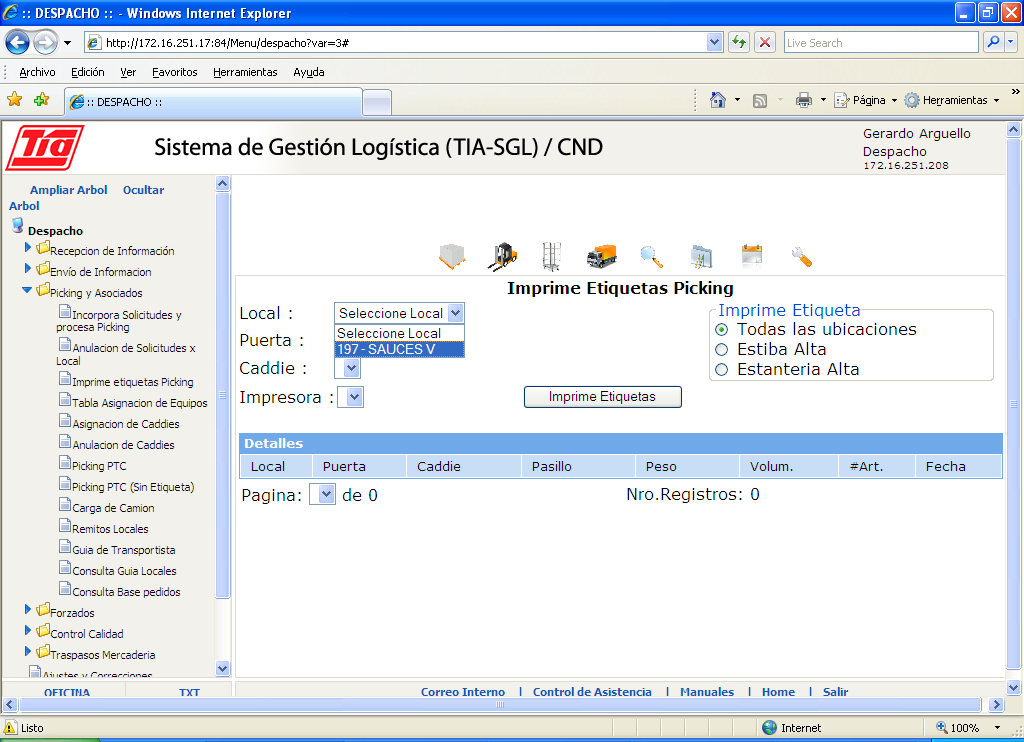 :: DESPACHO :: - Windows Internet Explorer
http://172.16.251.17:84/Menu/despacho?var=3#
Live Search
Archivo Edición Ver Favoritos Herramientas Ayuda
:: DESPACHO ::
Página
Herramientas
»
Tia
Sistema de Gestión Logística (TIA-SGL) / CND
Gerardo Arguello
Despacho
172.16.251.208
Ampliar Arbol Ocultar
Arbol
Despacho
Recepcion de Información
Envío de Informacion
Picking y Asociados
Incorpora Solicitudes y
procesa Picking
Anulacion de Solicitudes x
Local
Imprime etiquetas Picking
Tabla Asignacion de Equipos
Asignacion de Caddies
Anulacion de Caddies
Picking PTC
Picking PTC (Sin Etiqueta)
Carga de Camion
Remitos Locales
Guia de Transportista
Consulta Guia Locales
Consulta Base pedidos
Forzados
Control Calidad
Traspasos Mercaderia
Ajustes y Correcciones
OFICINA TXT
Imprime Etiquetas Picking
Local : Seleccione Local
Seleccione Local
197 - SAUCES V
Puerta :
Caddie :
Impresora :
Imprime Etiqueta
Todas las ubicaciones
Estiba Alta
Estanteria Alta
Imprime Etiquetas
Detalles
Local Puerta Caddie Pasillo Peso Volum. #Art. Fecha
Pagina: de 0 Nro.Registros: 0
Correo Interno | Control de Asistencia | Manuales | Home | Salir
Listo
Internet
100%